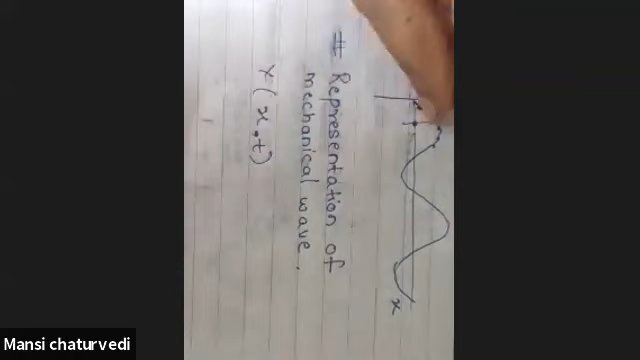 # Representation of
mechanical wave.
Y(x,t)
x
Mansi chaturvedi